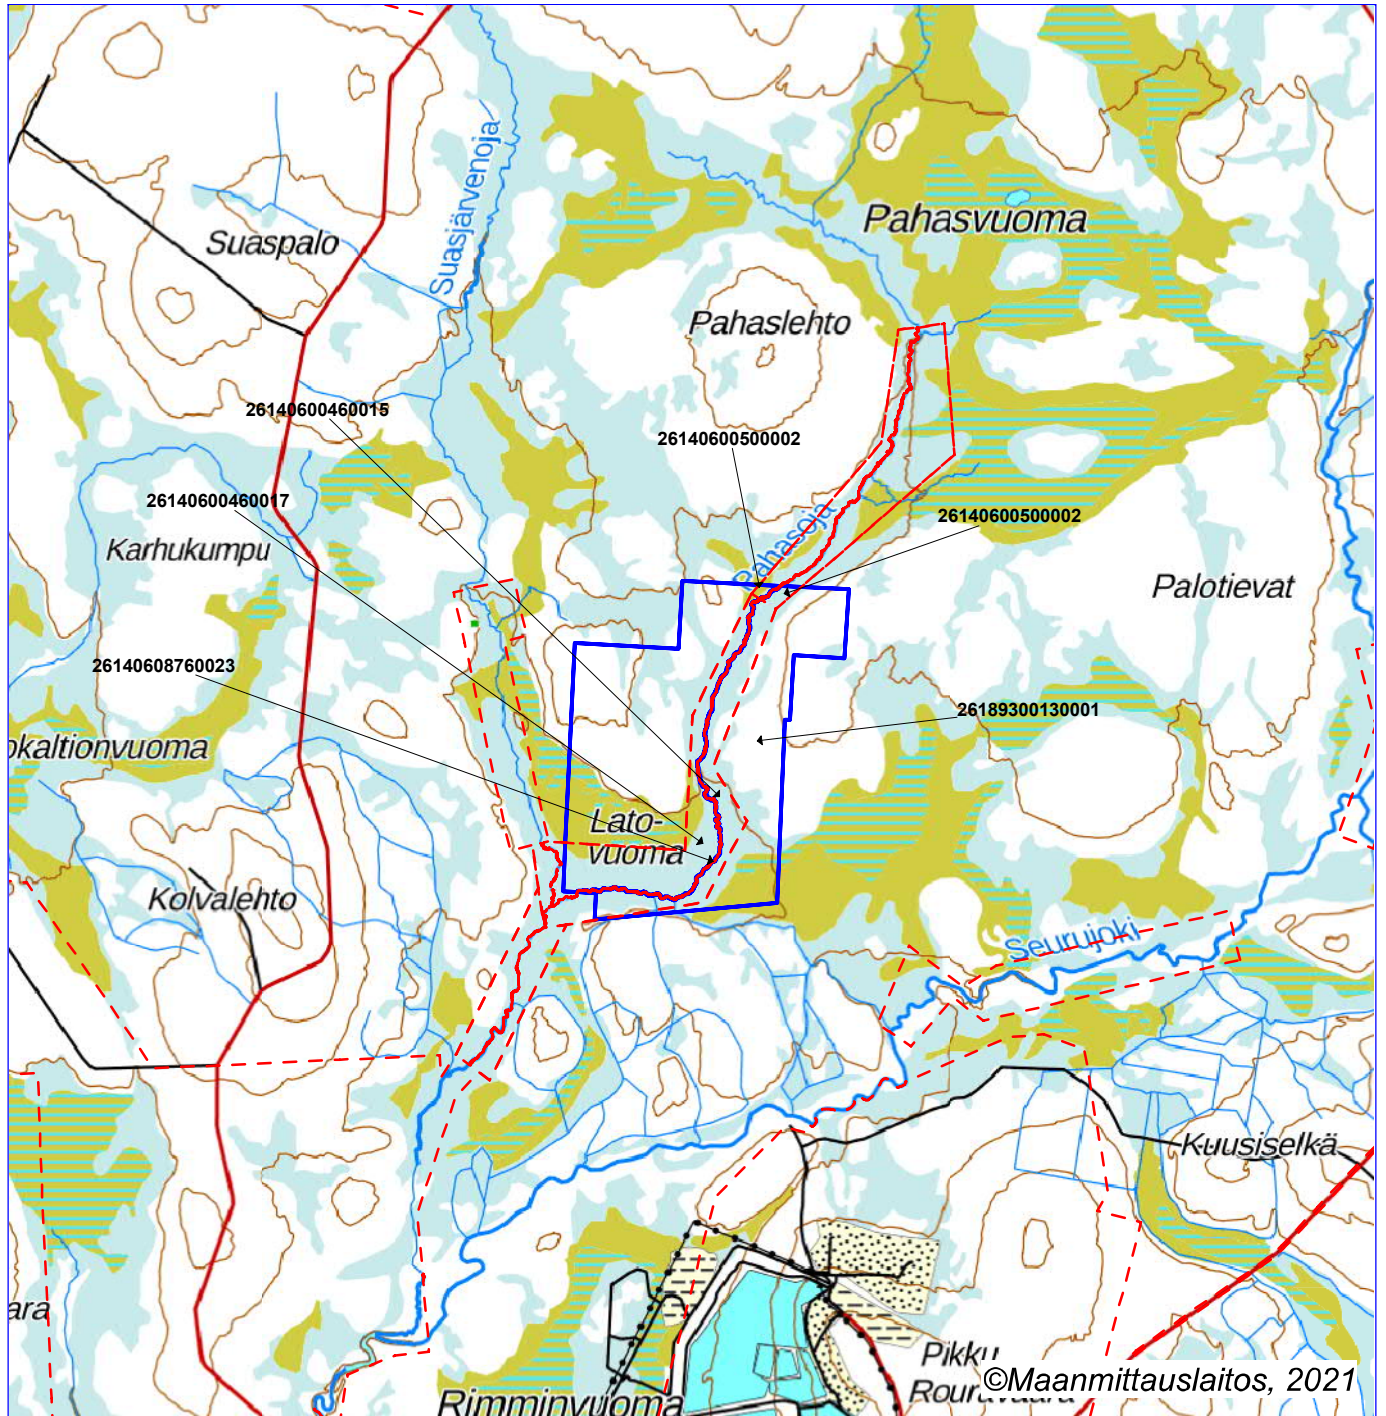 Suasjärvenoja
Pahasvuoma
Suaspalo
Pahaslehto
26140600460015
26140600500002
26140600460017
26140600500002
Pahasoja
Karhukumpu
Palotievat
26140608760023
26189300130001
okaltionvuoma
Lato-
vuoma
Kolvalehto
Seurujoki
Kuusiselkä
ara
Pikku
Rouravaara
©Maanmittauslaitos, 2021
Rimminvuoma